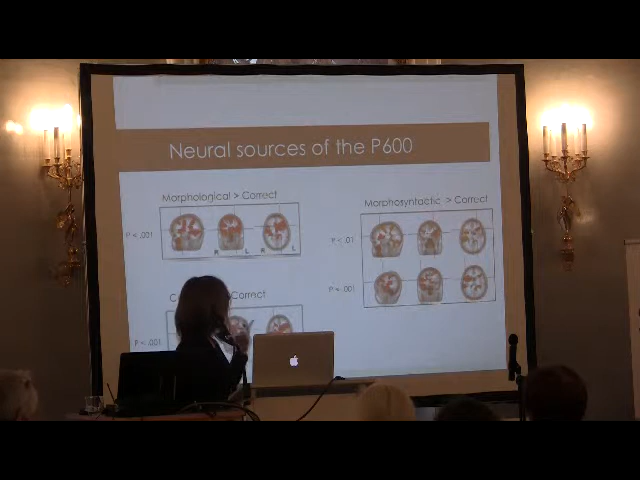 Neural sources of the P600
Morphological > Correct
P < .001
R L R L
Morphosyntactic > Correct
P < .01
P = .001
Correct
P < .001